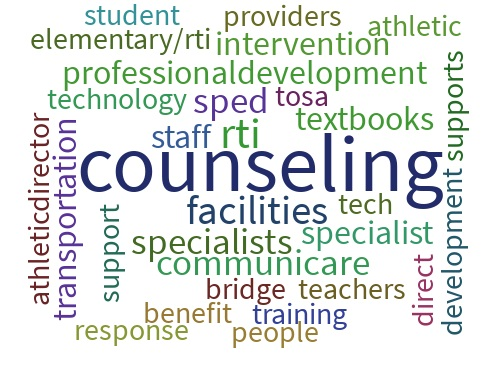 student
providers
athletic
elementary/rti
intervention
professionaldevelopment
technology
sped
tosa
textbooks
supports
staff
rti
counseling
athleticdirector
transportation
facilities
tech
support
specialists
specialist
communicare
direct
development
bridge
teachers
benefit
training
response
people